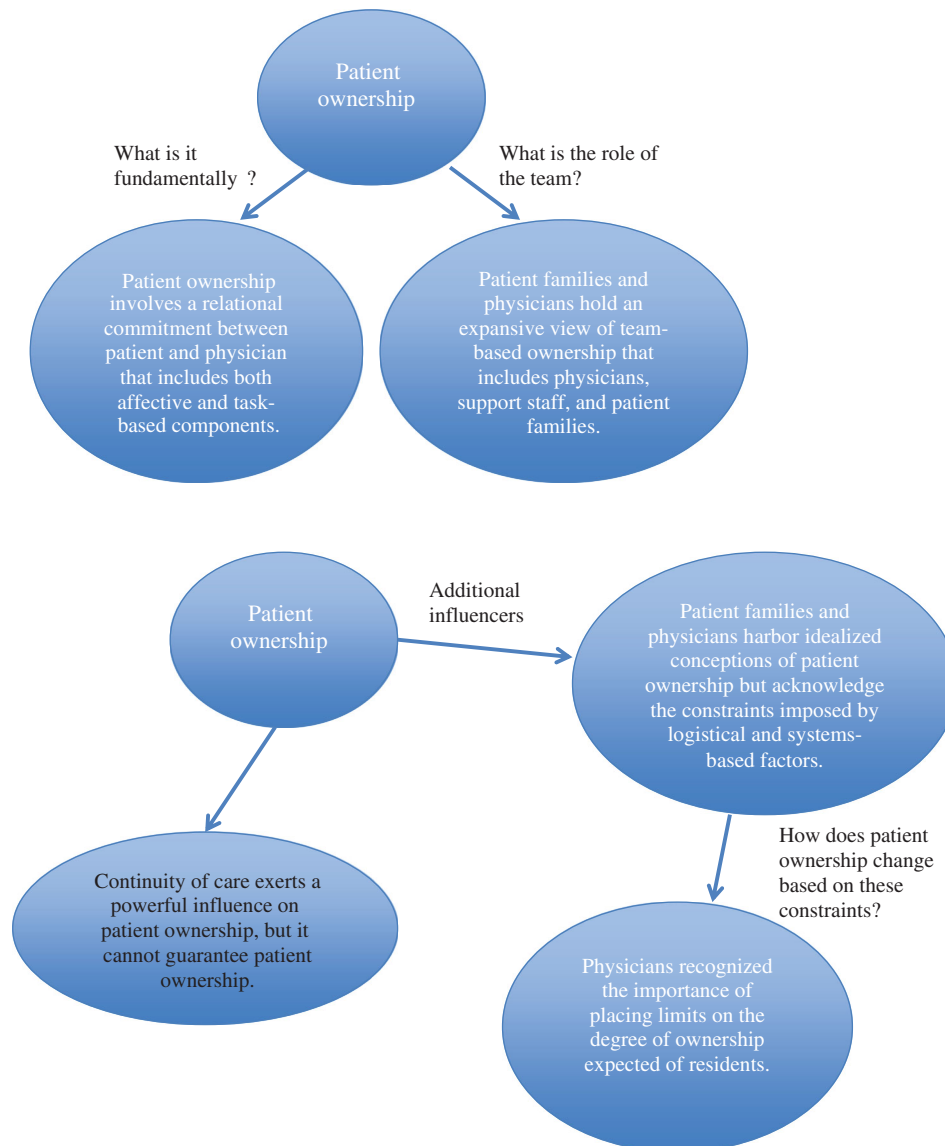 Patient
ownership
What is it
fundamentally ?
What is the role of
the team?
Patient ownership
involves a relational
commitment between
patient and physician
that includes both
affective and task-
based components.
Patient families and
physicians hold an
expansive view of team-
based ownership that
includes physicians,
support staff, and patient
families.
Patient
ownership
Additional
influencers
Patient families and
physicians harbor idealized
conceptions of patient
ownership but acknowledge
the constraints imposed by
logistical and systems-
based factors.
Continuity of care exerts a
powerful influence on
patient ownership, but it
cannot guarantee patient
ownership.
How does patient
ownership change
based on these
constraints?
Physicians recognized
the importance of
placing limits on the
degree of ownership
expected of residents.